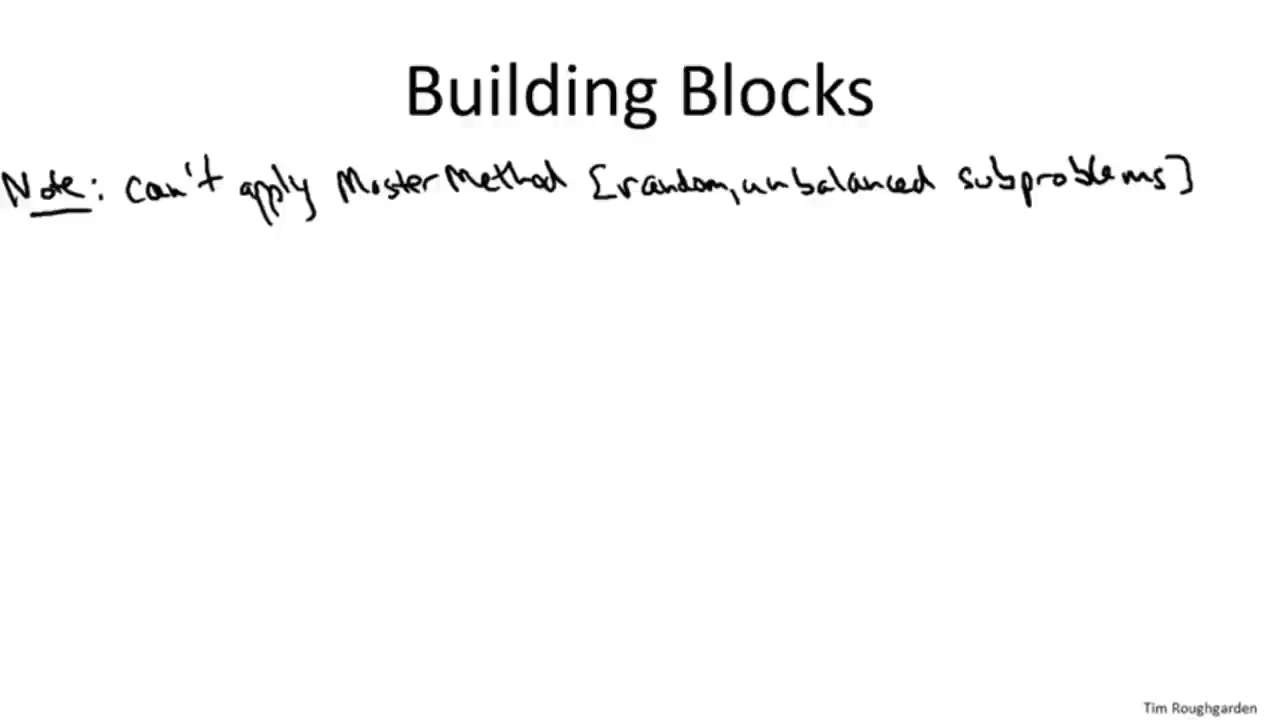 Building Blocks
Note: can't apply Master Method [random, unbalanced subproblems]
Tim Roughgarden